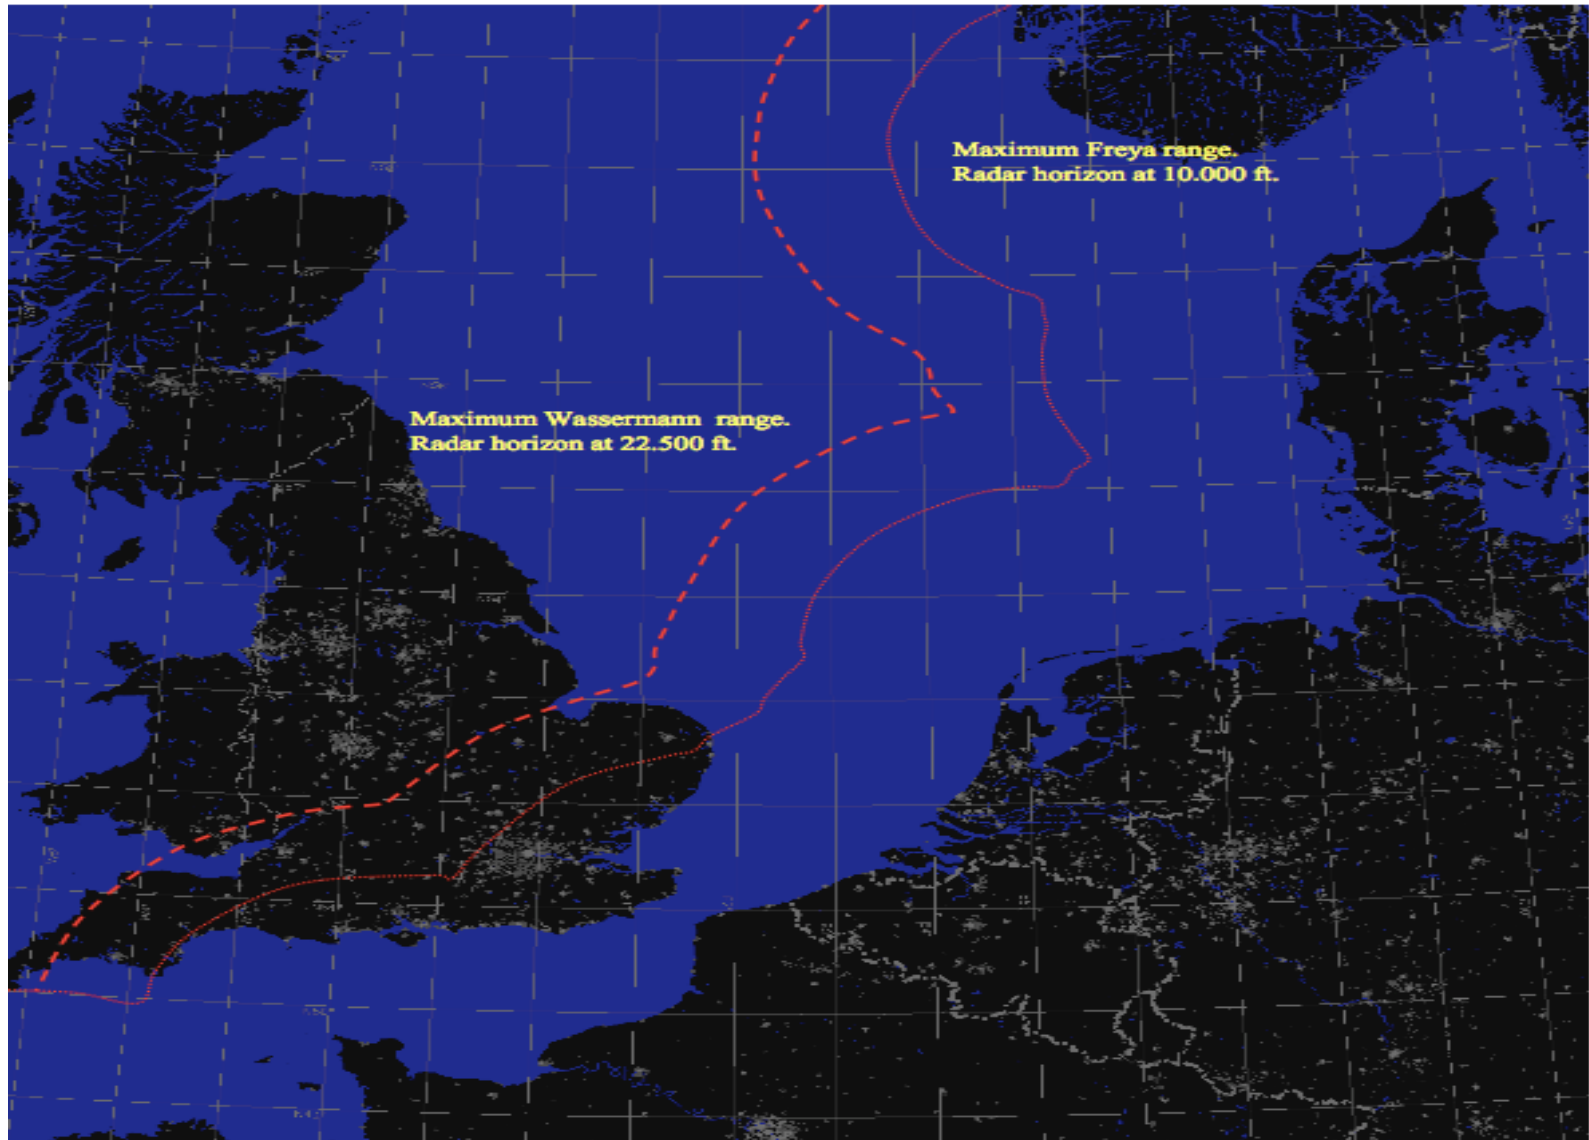 Maximum Freya range.
Radar horizon at 10.000 ft.
Maximum Wassermann range.
Radar horizon at 22.500 ft.